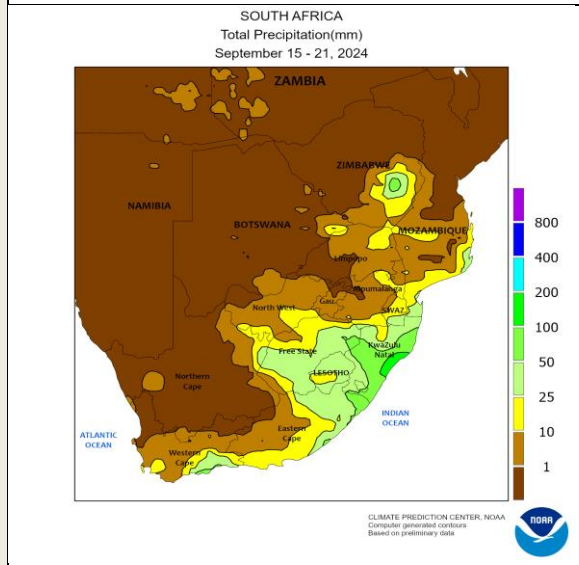 SOUTH AFRICA
Total Precipitation(mm)
September 15 - 21, 2024
ZAMBIA
ZIMBABWE
NAMIBIA
BOTSWANA
MOZAMBIQUE
Limpopo
Mpumalanga
North West
Gau.
SWAZ.
Free State
KwaZulu
Natal
LESOTHO
Northern
Cape
Eastern
Cape
Western
Cape
ATLANTIC
OCEAN
INDIAN
OCEAN
800
400
200
100
50
25
10
1
CLIMATE PREDICTION CENTER, NOAA
Computer generated contours
Based on preliminary data
NOAA